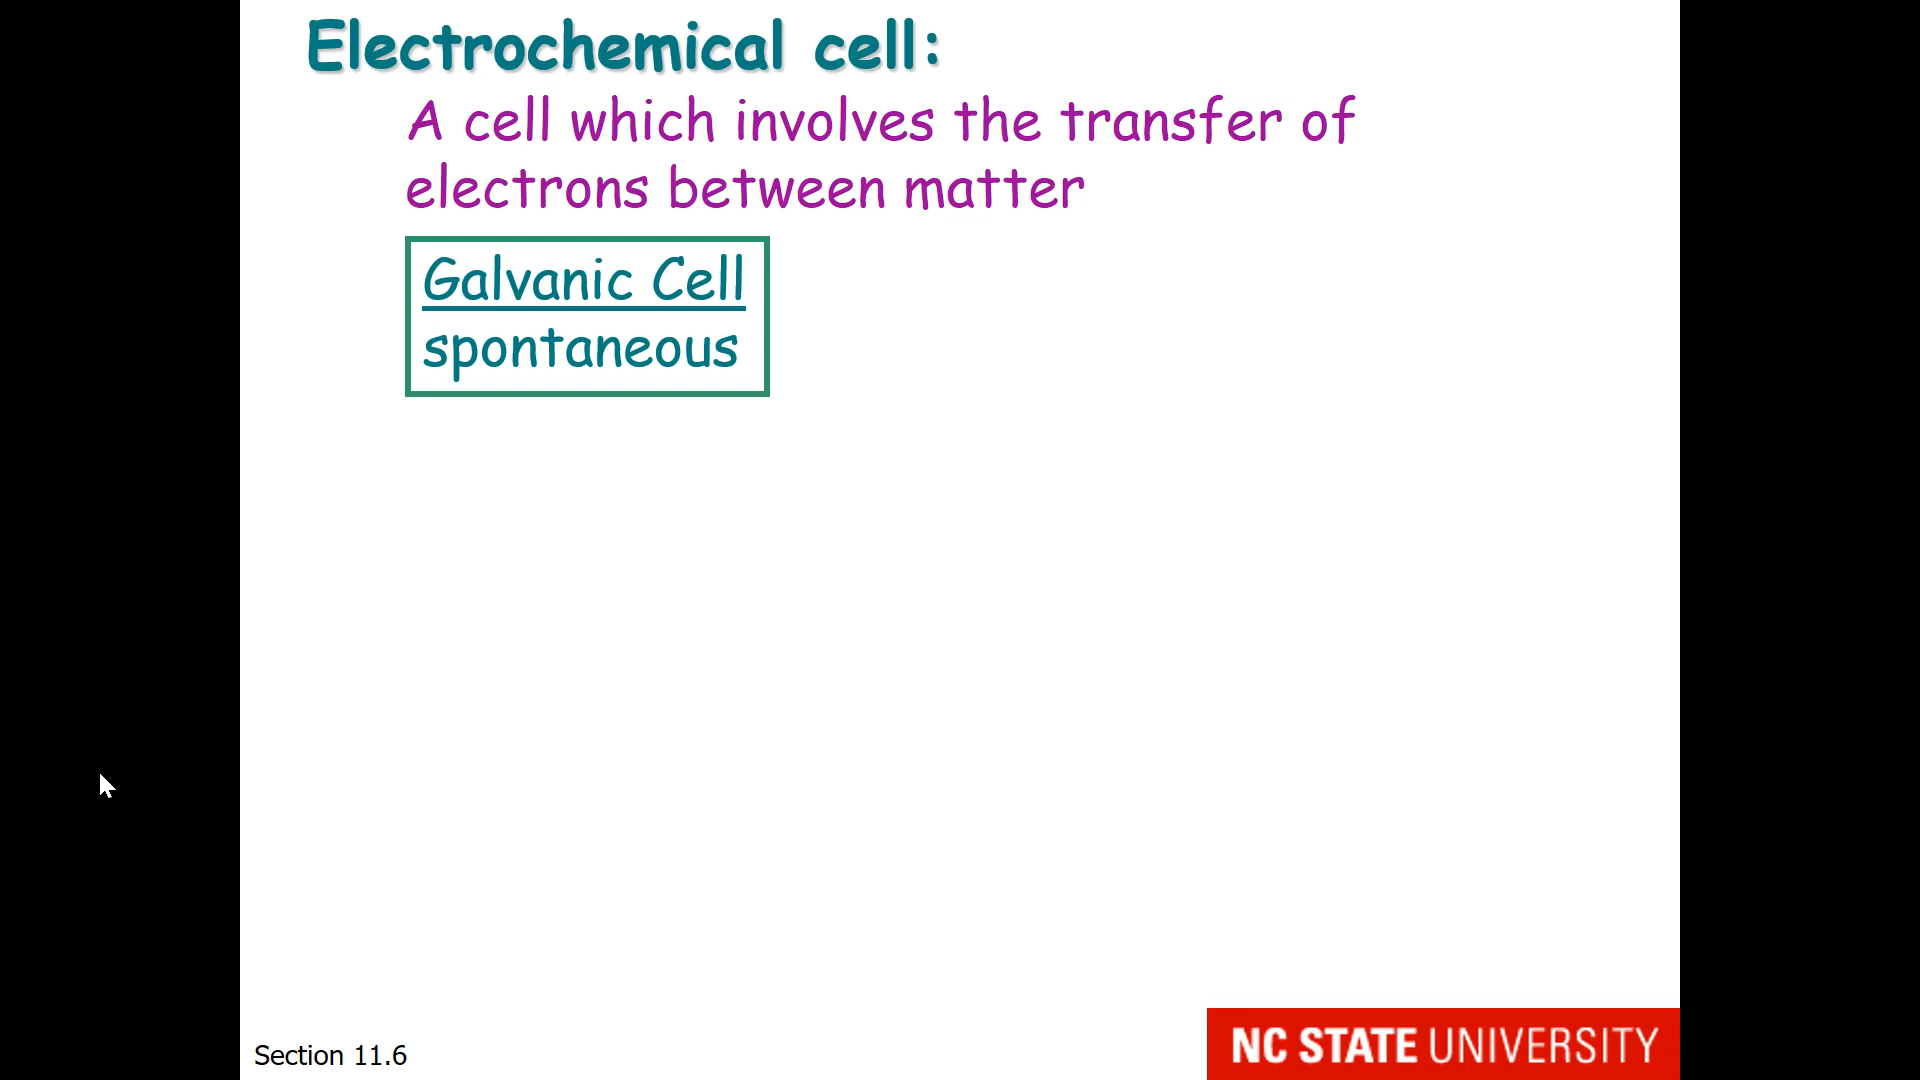 Electrochemical cell:
A cell which involves the transfer of
electrons between matter
Galvanic Cell
spontaneous
Section 11.6
NC STATE UNIVERSITY